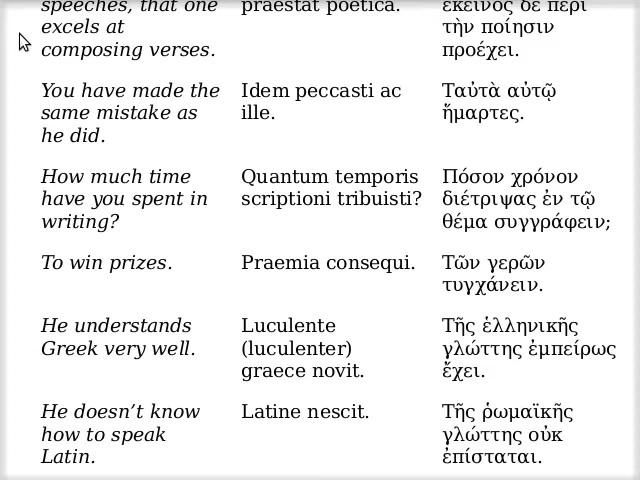 speeches, that one
excels at
composing verses.
praestat poetica.
ἐκεῖνος δὲ περὶ
τὴν ποίησιν
προέχει.
You have made the
same mistake as
he did.
Idem peccasti ac
ille.
Ταὐτὰ αὐτῷ
ἥμαρτες.
How much time
have you spent in
writing?
Quantum temporis
scriptioni tribuisti?
Πόσον χρόνον
διέτριψας ἐν τῷ
θέμα συγγράφειν;
To win prizes.
Praemia consequi.
Τῶν γερῶν
τυγχάνειν.
He understands
Greek very well.
Luculente
(luculenter)
graece novit.
Τῆς ἑλληνικῆς
γλώττης ἐμπείρως
ἔχει.
He doesn’t know
how to speak
Latin.
Latine nescit.
Τῆς ῥωμαϊκῆς
γλώττης οὐκ
ἐπίσταται.